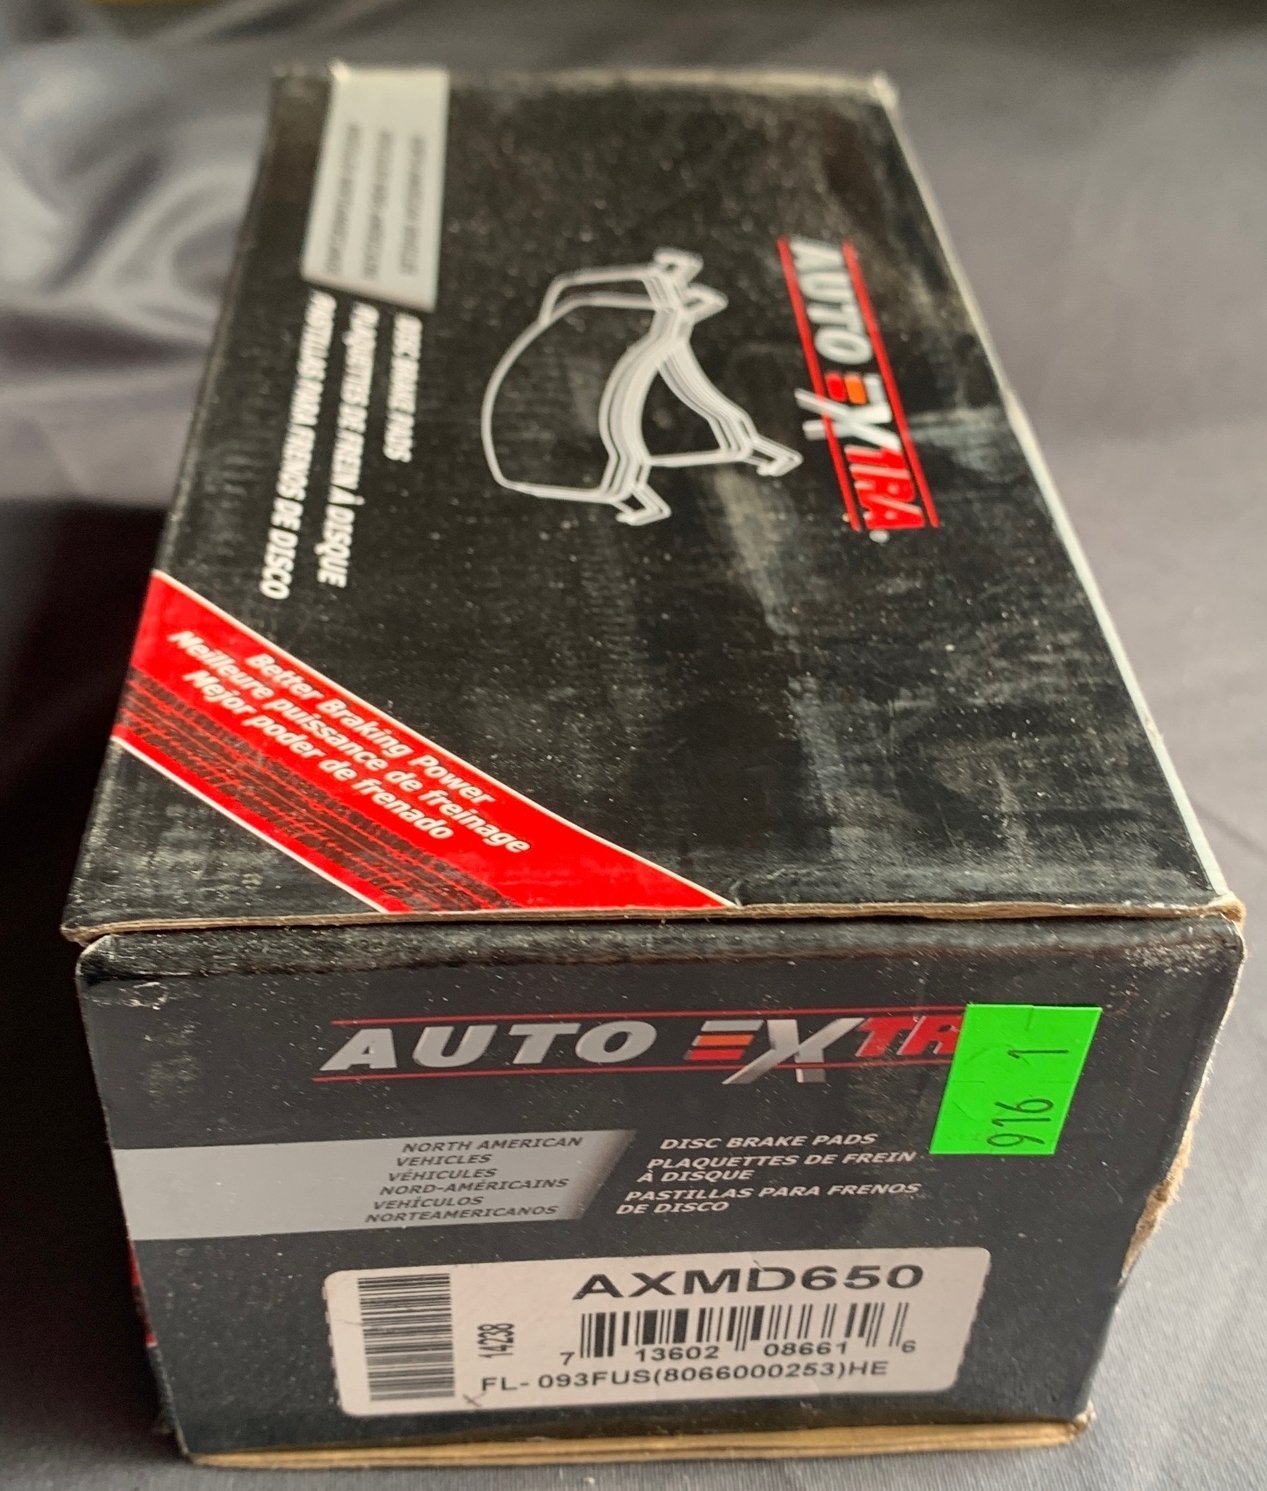 AUTO EXTRA
DISC BRAKE PADS
PLAQUETTES DE FREIN À DISQUE
PASTILLAS PARA FRENOS DE DISCO
Better Braking Power
Meilleure puissance de freinage
Mejor poder de frenado
AUTO EXTR
916 1
NORTH AMERICAN
VEHICLES
VÉHICULES
NORD-AMÉRICAINS
VEHÍCULOS
NORTEAMERICANOS
DISC BRAKE PADS
PLAQUETTES DE FREIN
À DISQUE
PASTILLAS PARA FRENOS
DE DISCO
AXMD650
14238
7 13602 08661 6
FL- 093FUS(8066000253)HE